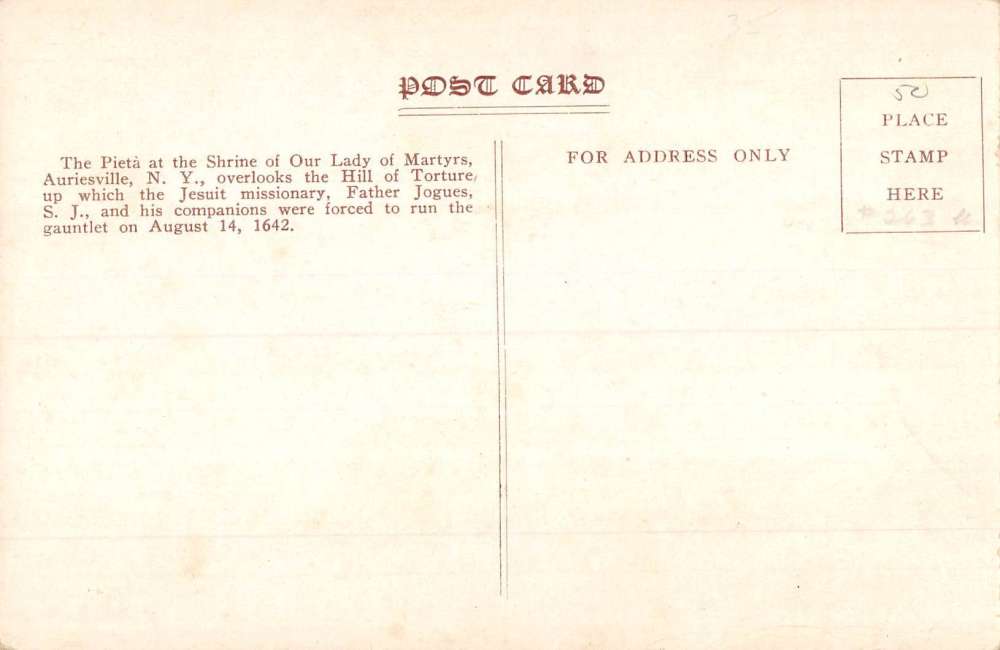 POST CARD
The Pietà at the Shrine of Our Lady of Martyrs,
Auriesville, N. Y., overlooks the Hill of Torture,
up which the Jesuit missionary, Father Jogues,
S. J., and his companions were forced to run the
gauntlet on August 14, 1642.
FOR ADDRESS ONLY
50
PLACE
STAMP
HERE